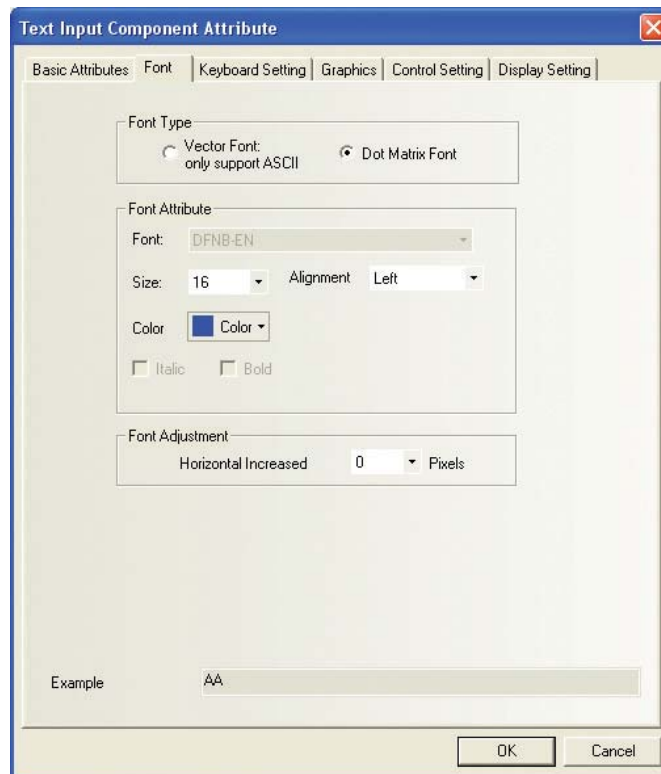 Text Input Component Attribute
Basic Attributes Font Keyboard Setting Graphics Control Setting Display Setting
Font Type
Vector Font:
only support ASCII
Dot Matrix Font
Font Attribute
Font: DFNB-EN
Size: 16 Alignment Left
Color Color
Italic Bold
Font Adjustment
Horizontal Increased 0 Pixels
Example AA
OK Cancel